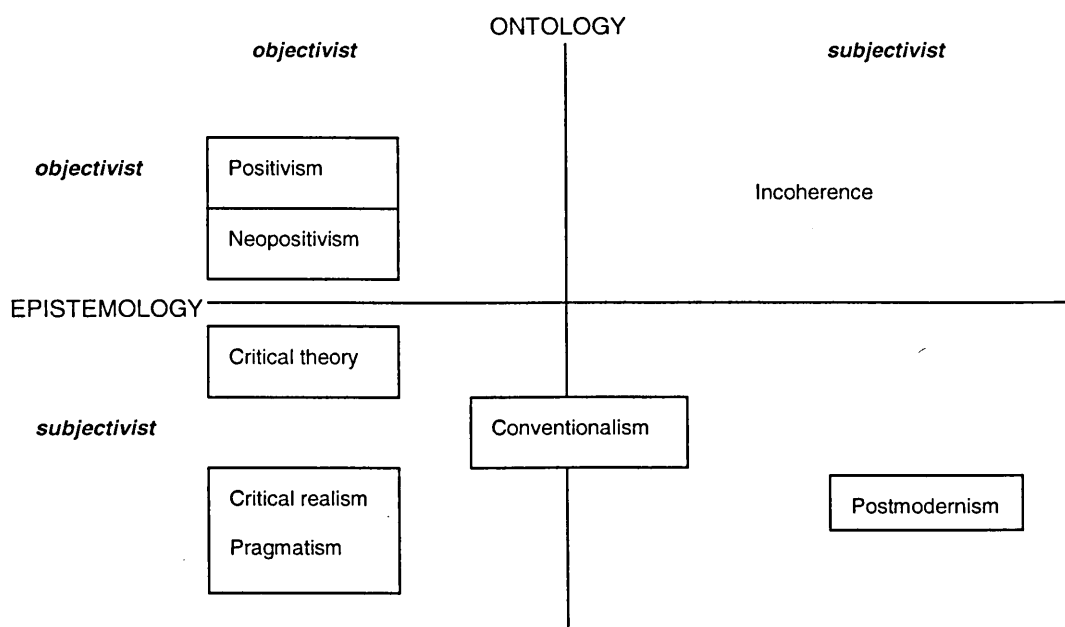 ONTOLOGY
objectivist
subjectivist
objectivist
Positivism
Incoherence
Neopositivism
EPISTEMOLOGY
Critical theory
subjectivist
Conventionalism
Critical realism
Postmodernism
Pragmatism